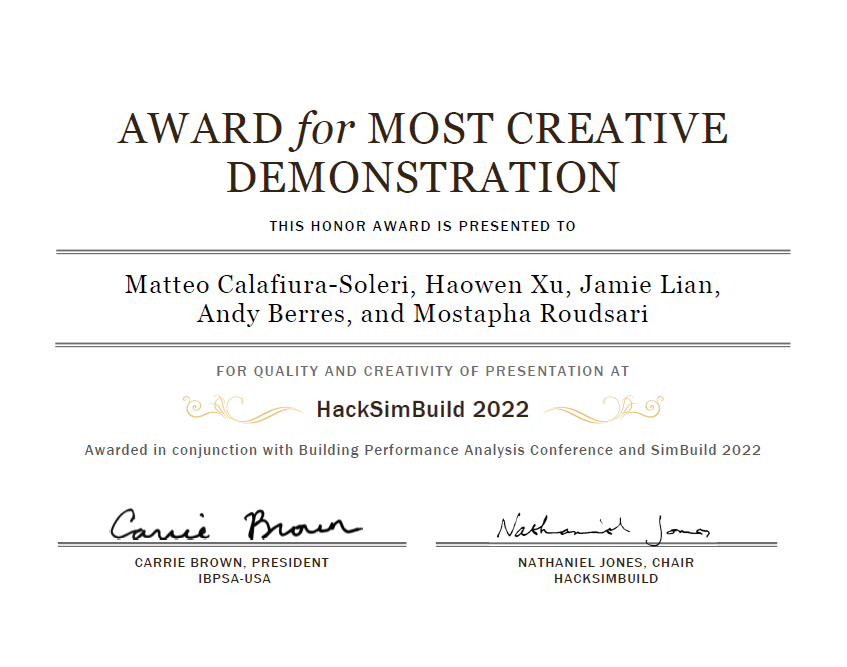 AWARD for MOST CREATIVE
DEMONSTRATION
THIS HONOR AWARD IS PRESENTED TO
Matteo Calafiura-Soleri, Haowen Xu, Jamie Lian,
Andy Berres, and Mostapha Roudsari
FOR QUALITY AND CREATIVITY OF PRESENTATION AT
HackSimBuild 2022
Awarded in conjunction with Building Performance Analysis Conference and SimBuild 2022
Carrie Brown
CARRIE BROWN, PRESIDENT
IBPSA-USA
Nathaniel Jones
NATHANIEL JONES, CHAIR
HACKSIMBUILD